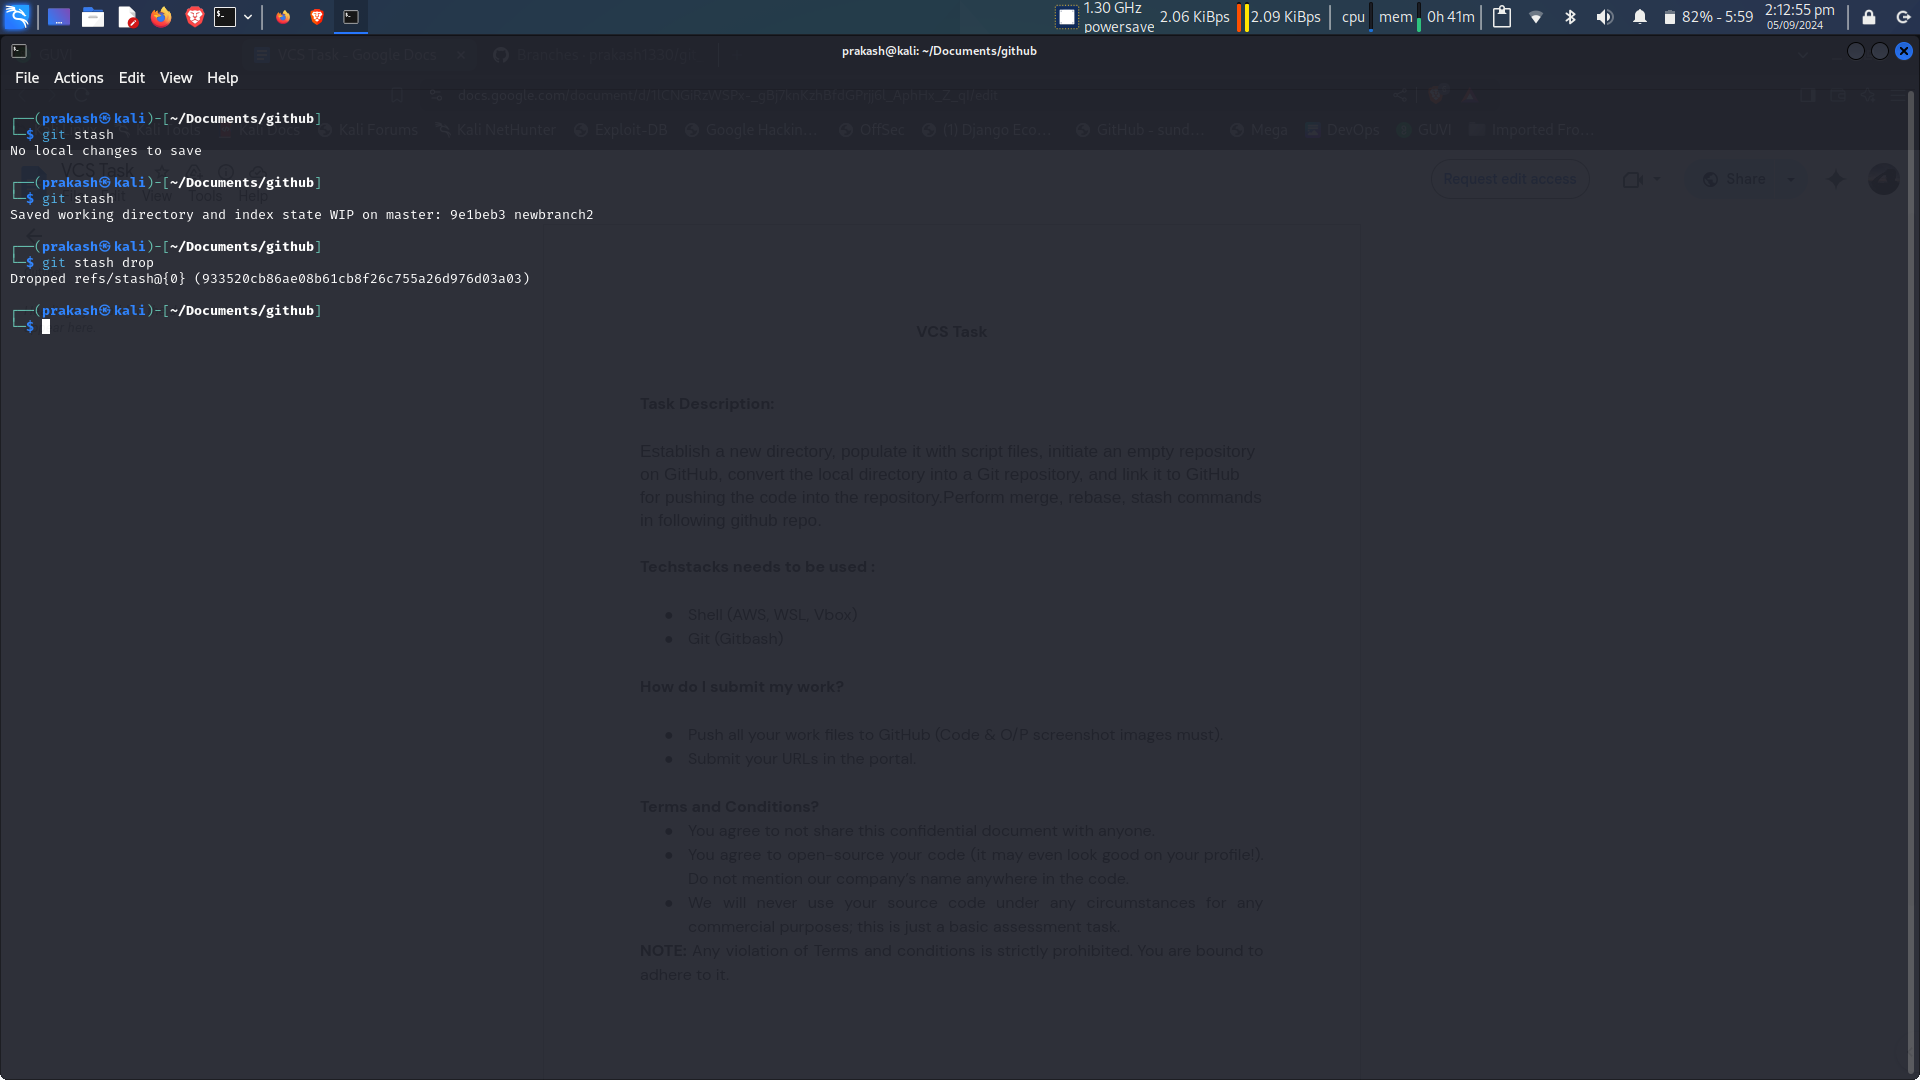 1.30 GHz
powersave
2.06 KiBps
2.09 KiBps
cpu
mem
0h 41m
82% - 5:59
2:12:55 pm
05/09/2024
prakash@kali: ~/Documents/github
GUVI
VCS Task - Google Docs
Branches · prakash1330/g
File Actions Edit View Help
┌──(prakash㉿kali)-[~/Documents/github]
└─$ git stash
No local changes to save
┌──(prakash㉿kali)-[~/Documents/github]
└─$ git stash
Saved working directory and index state WIP on master: 9e1beb3 newbranch2
┌──(prakash㉿kali)-[~/Documents/github]
└─$ git stash drop
Dropped refs/stash@{0} (933520cb86ae08b61cb8f26c755a26d976d03a03)
┌──(prakash㉿kali)-[~/Documents/github]
└─$
Kali Tools Kali Docs Kali Forums Kali NetHunter Exploit-DB Google Hackin... OffSec (1) Django Eco... GitHub - sund... Mega DevOps GUVI Imported Fro...
VCS Task
Request edit access
Share
VCS Task
Task Description:
Establish a new directory, populate it with script files, initiate an empty repository
on GitHub, convert the local directory into a Git repository, and link it to GitHub
for pushing the code into the repository.Perform merge, rebase, stash commands
in following github repo.
Techstacks needs to be used :
● Shell (AWS, WSL, Vbox)
● Git (Gitbash)
How do I submit my work?
● Push all your work files to GitHub (Code & O/P screenshot images must).
● Submit your URLs in the portal.
Terms and Conditions?
● You agree to not share this confidential document with anyone.
● You agree to open-source your code (it may even look good on your profile!).
Do not mention our company's name anywhere in the code.
● We will never use your source code under any circumstances for any
commercial purposes; this is just a basic assessment task.
NOTE: Any violation of Terms and conditions is strictly prohibited. You are bound to
adhere to it.